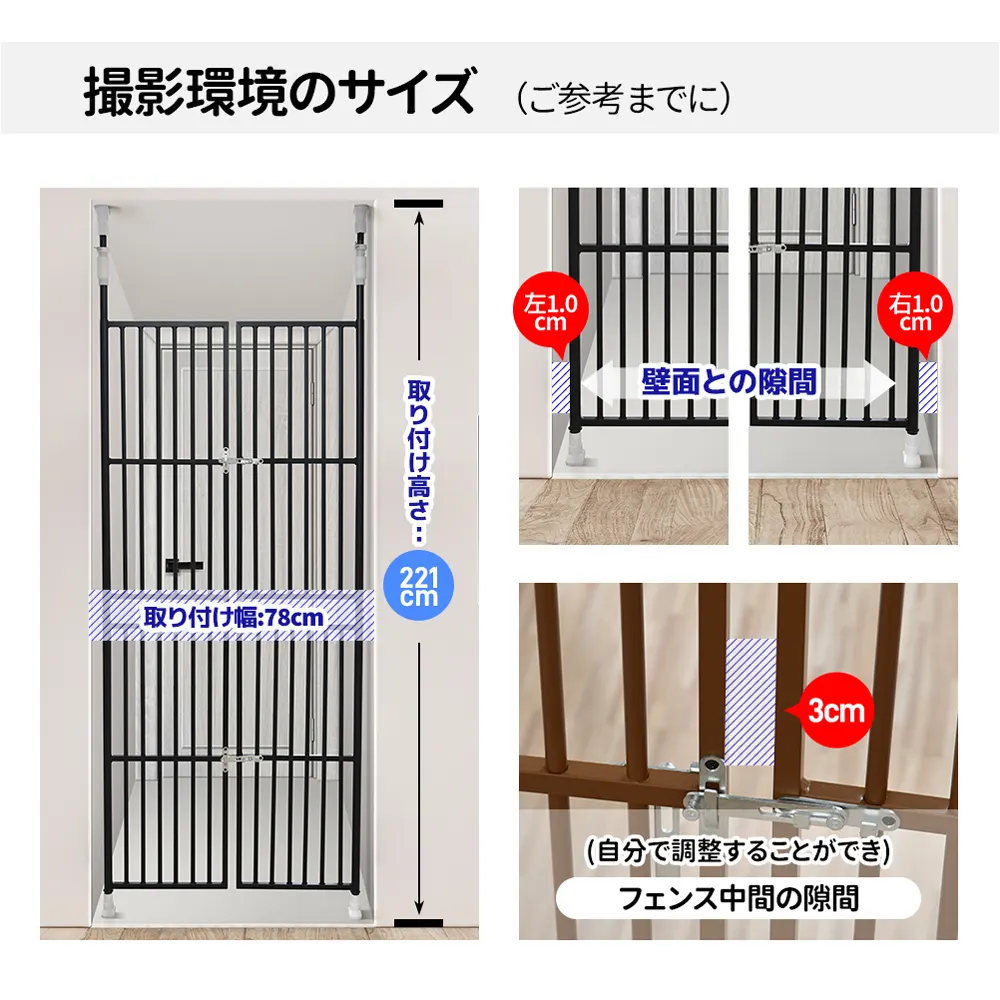 撮影環境のサイズ (ご参考までに)
取り付け高さ:
221
cm
取り付け幅:78cm
左1.0
cm
右1.0
cm
壁面との隙間
3cm
(自分で調整することができ)
フェンス中間の隙間